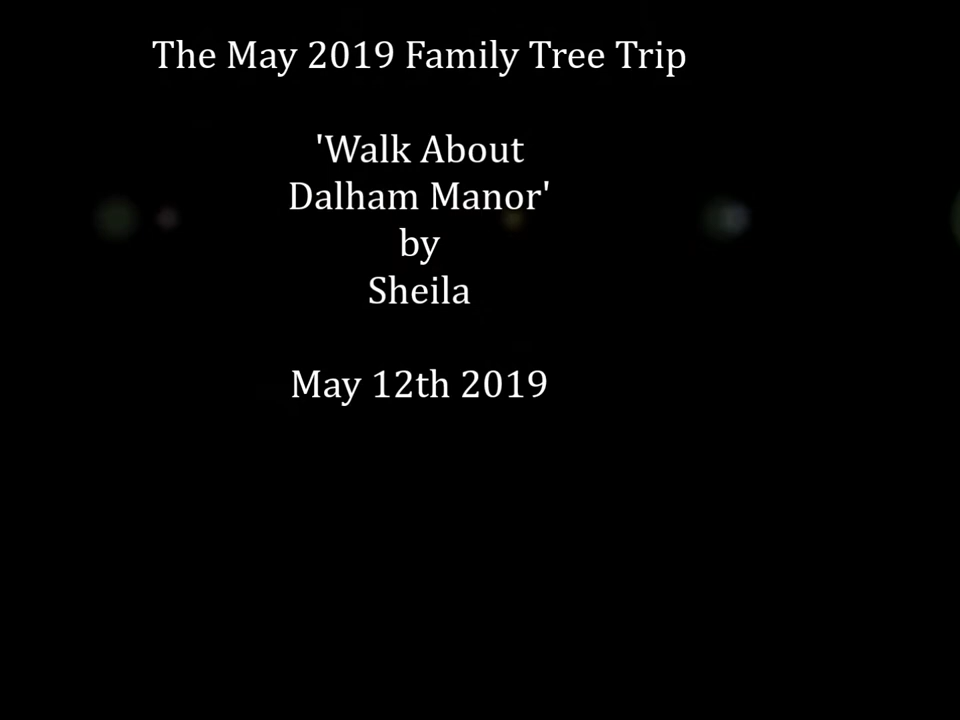 The May 2019 Family Tree Trip
'Walk About
Dalham Manor'
by
Sheila
May 12th 2019